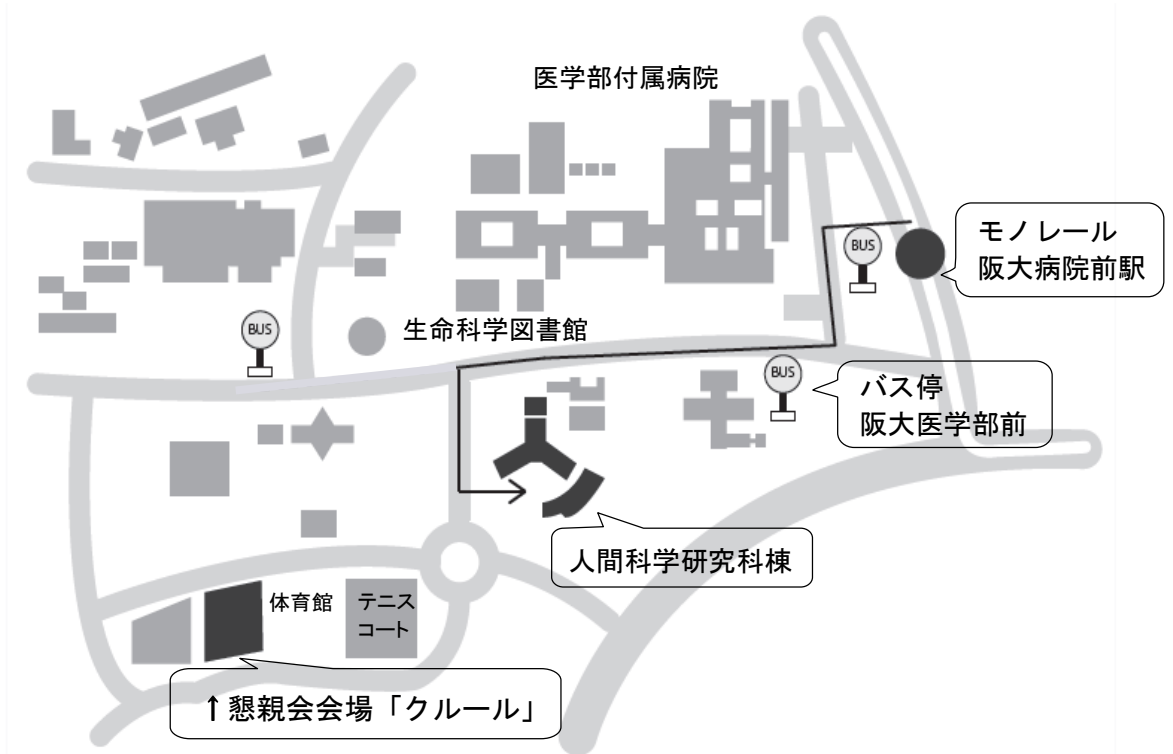 医学部付属病院
BUS
モノレール
阪大病院前駅
BUS
生命科学図書館
BUS
バス停
阪大医学部前
人間科学研究科棟
体育館
テニス
コート
↑懇親会会場「クルール」